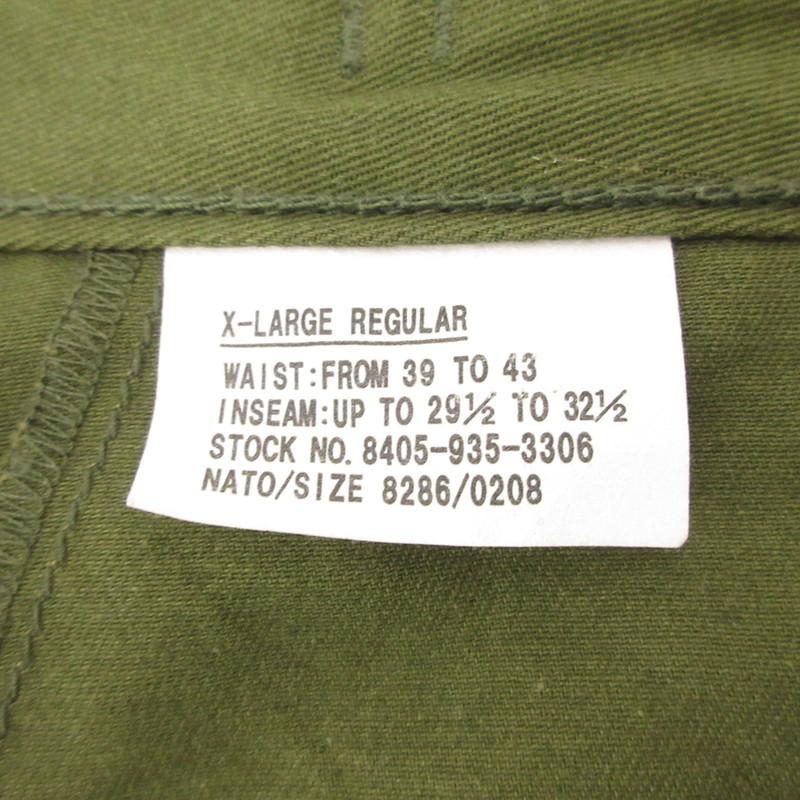 X-LARGE REGULAR
WAIST:FROM 39 TO 43
INSEAM:UP TO 29½ TO 32½
STOCK NO. 8405-935-3306
NATO/SIZE 8286/0208